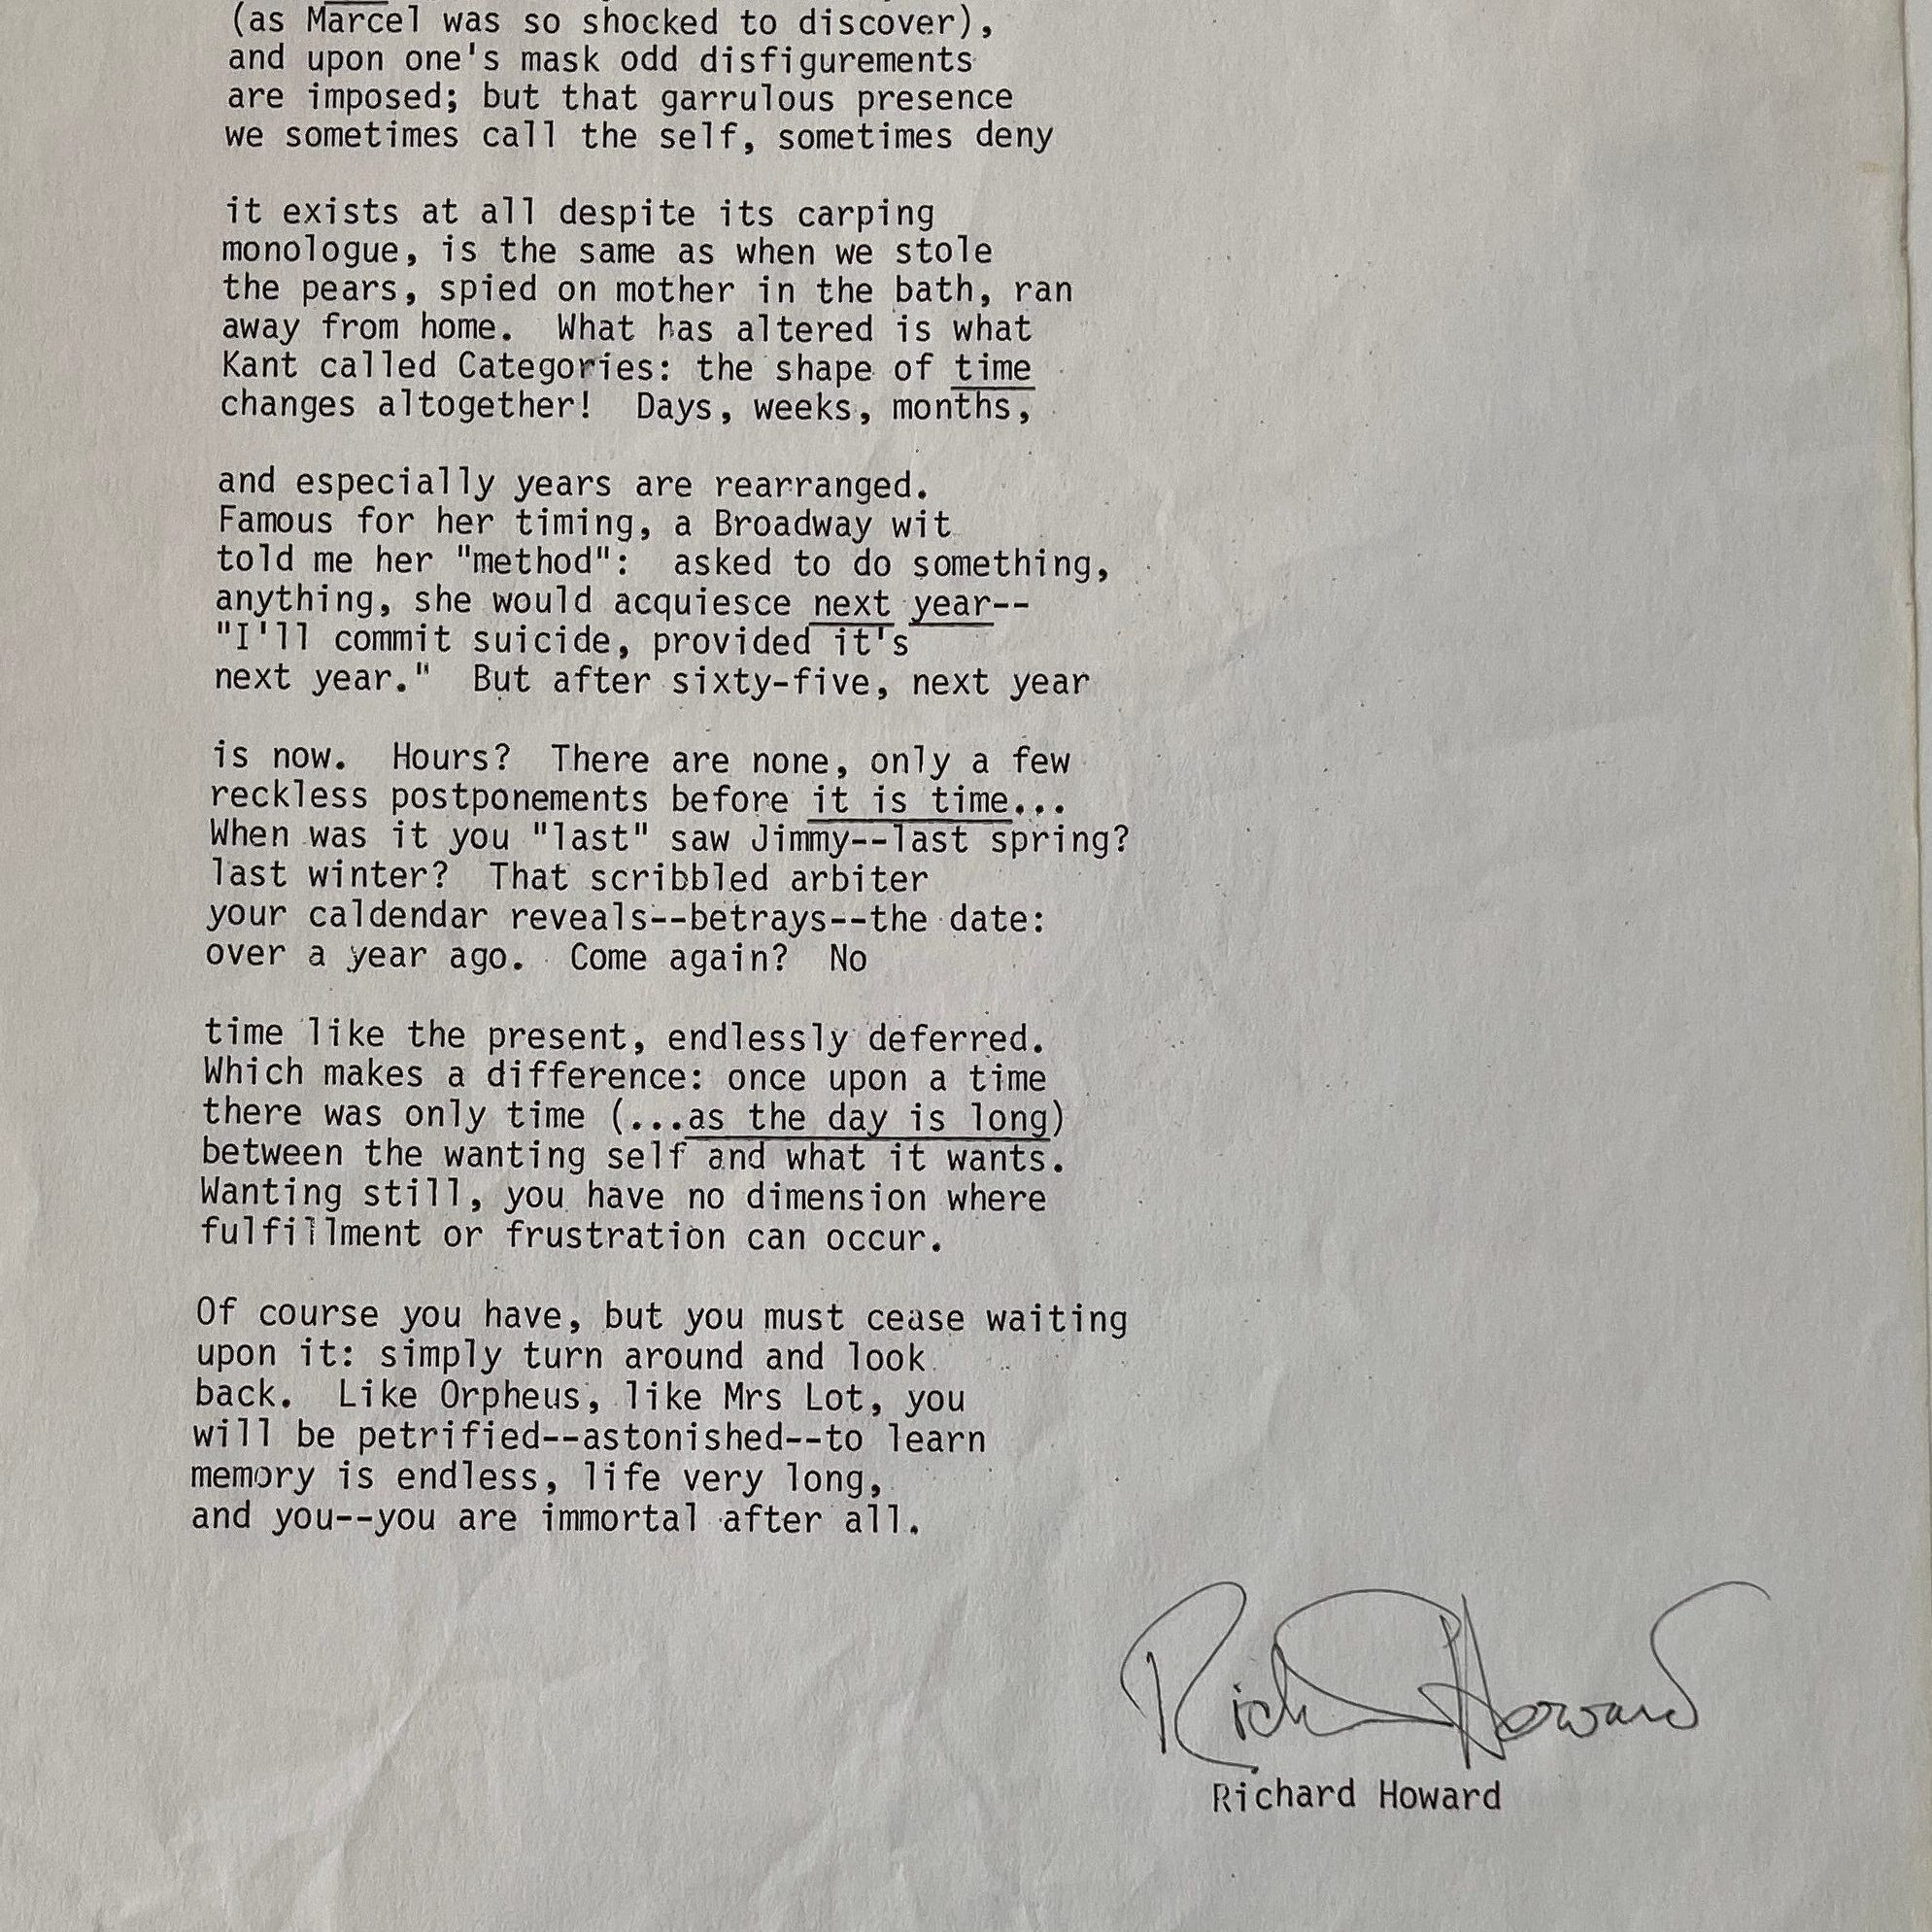 (as Marcel was so shocked to discover),
and upon one's mask odd disfigurements
are imposed; but that garrulous presence
we sometimes call the self, sometimes deny

it exists at all despite its carping
monologue, is the same as when we stole
the pears, spied on mother in the bath, ran
away from home.  What has altered is what
Kant called Categories: the shape of time
changes altogether!  Days, weeks, months,

and especially years are rearranged.
Famous for her timing, a Broadway wit
told me her "method":  asked to do something,
anything, she would acquiesce next year--
"I'll commit suicide, provided it's
next year."  But after sixty-five, next year

is now.  Hours?  There are none, only a few
reckless postponements before it is time...
When was it you "last" saw Jimmy--last spring?
last winter?  That scribbled arbiter
your caldendar reveals--betrays--the date:
over a year ago.  Come again?  No

time like the present, endlessly deferred.
Which makes a difference: once upon a time
there was only time (...as the day is long)
between the wanting self and what it wants.
Wanting still, you have no dimension where
fulfillment or frustration can occur.

Of course you have, but you must cease waiting
upon it: simply turn around and look
back.  Like Orpheus, like Mrs Lot, you
will be petrified--astonished--to learn
memory is endless, life very long,
and you--you are immortal after all.

Richard Howard
Richard Howard